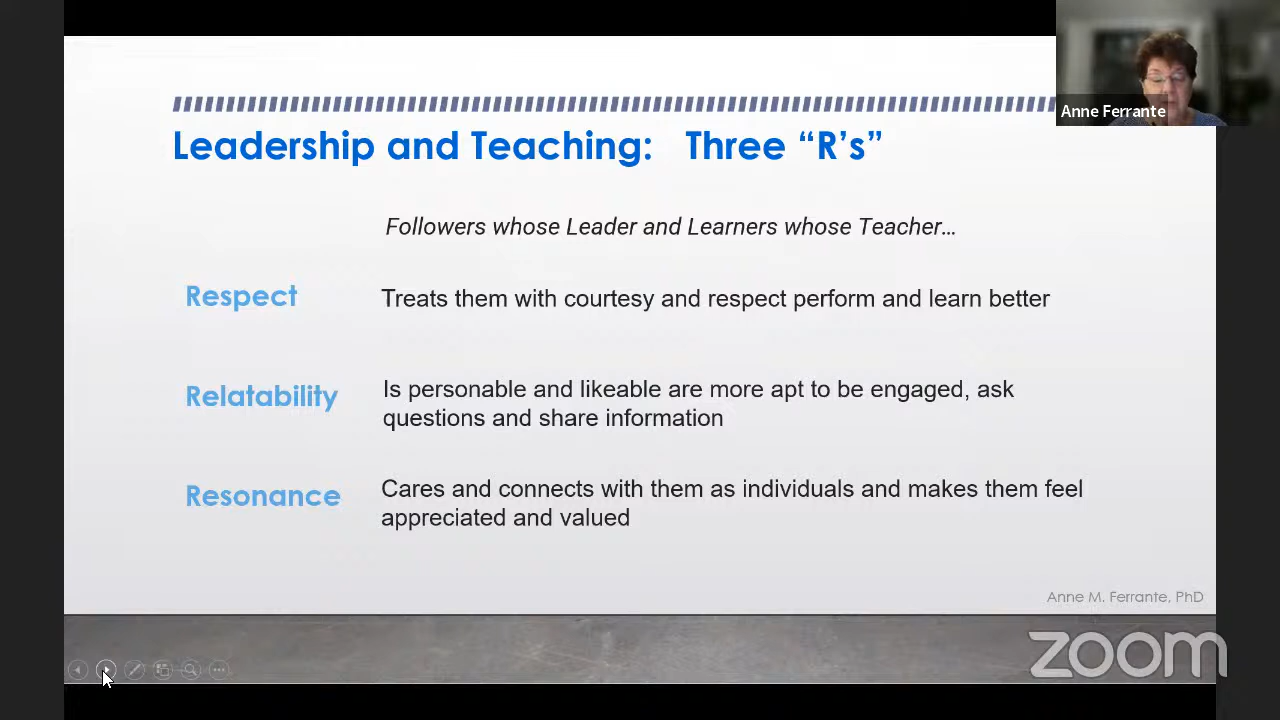 Anne Ferrante
Leadership and Teaching: Three “R’s”
Followers whose Leader and Learners whose Teacher…
Respect
Treats them with courtesy and respect perform and learn better
Relatability
Is personable and likeable are more apt to be engaged, ask
questions and share information
Resonance
Cares and connects with them as individuals and makes them feel
appreciated and valued
Anne M. Ferrante, PhD
zoom